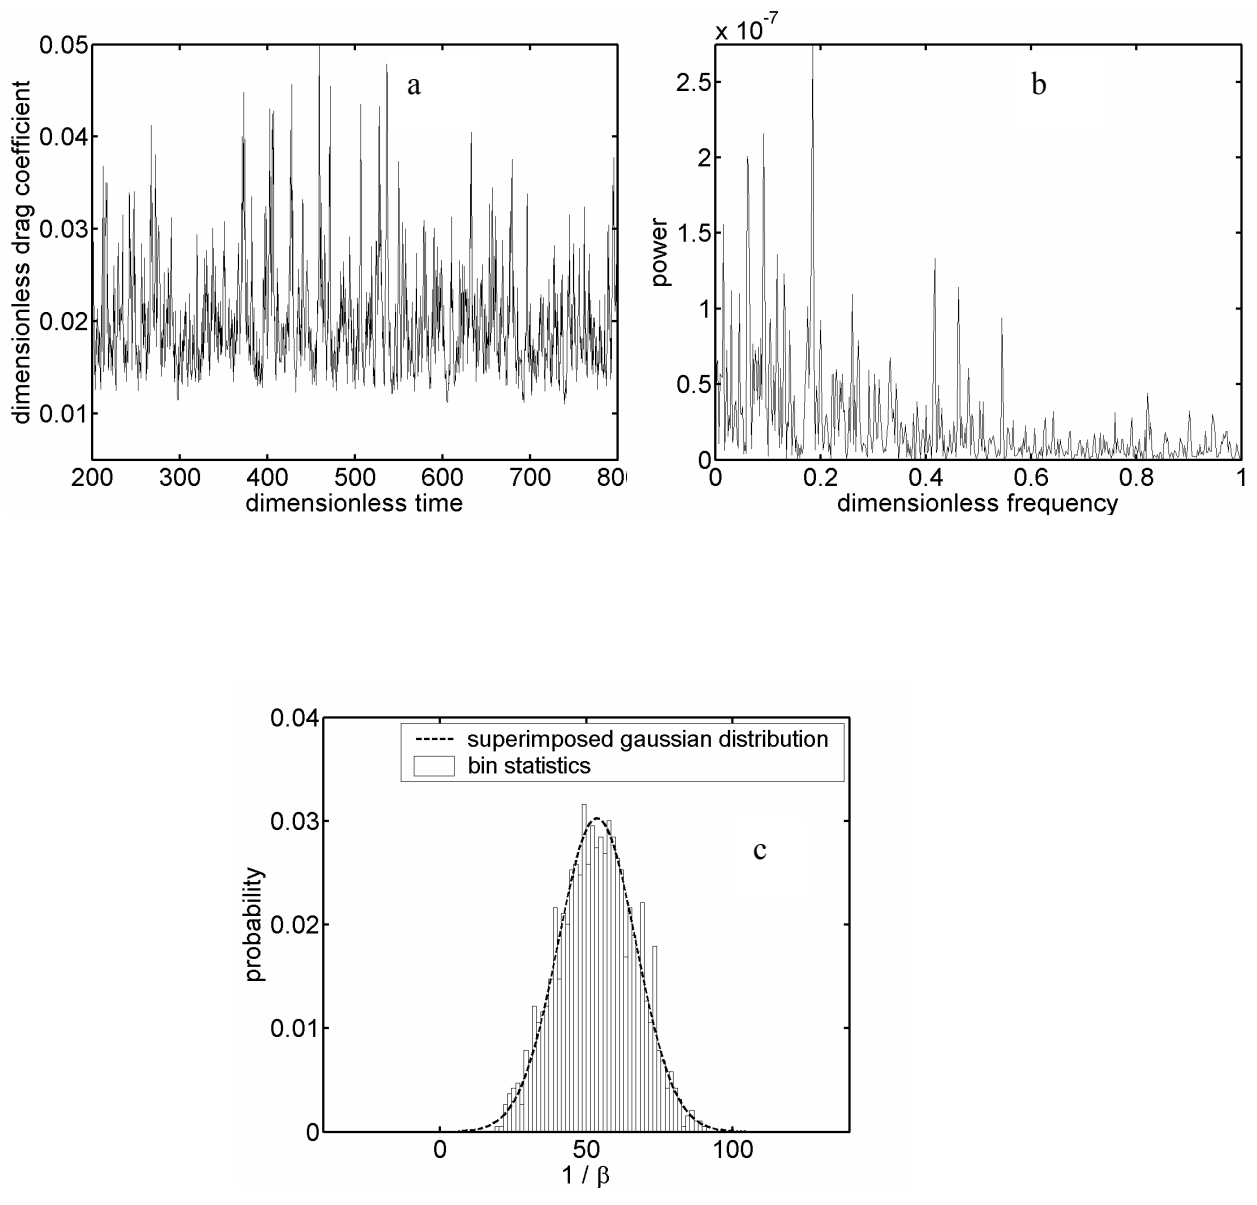 a
0.05
0.04
0.03
0.02
0.01
200 300 400 500 600 700 80
dimensionless time
dimensionless drag coefficient
x 10-7
b
2.5
2
1.5
1
0.5
0
0 0.2 0.4 0.6 0.8 1
dimensionless frequency
power
0.04
0.03
0.02
0.01
0
superimposed gaussian distribution
bin statistics
c
probability
0 50 100
1 / β